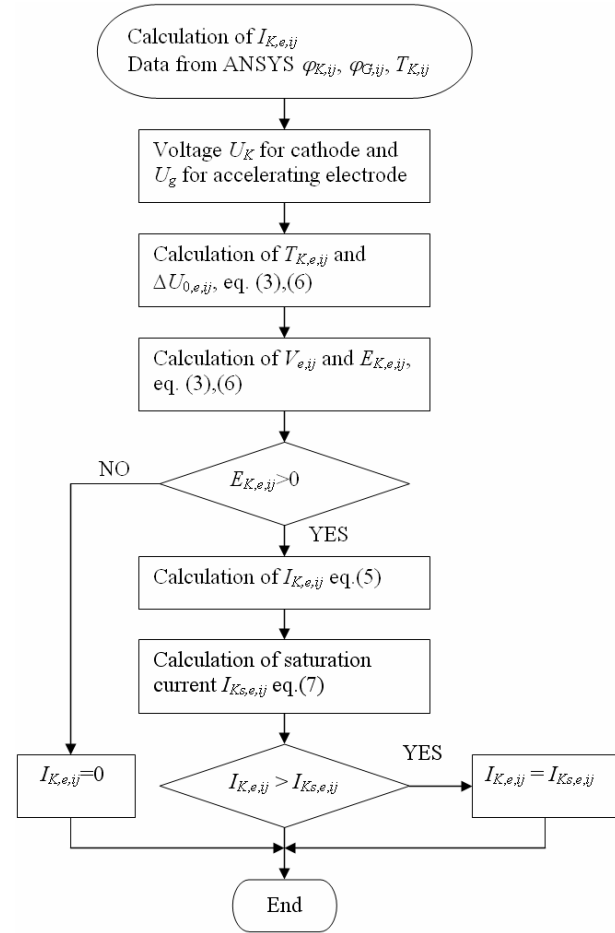 Calculation of I_{K,e,ij}
Data from ANSYS φ_{K,ij}, φ_{G,ij}, T_{K,ij}
Voltage U_K for cathode and
U_g for accelerating electrode
Calculation of T_{K,e,ij} and
ΔU_{0,e,ij}, eq. (3),(6)
Calculation of V_{e,ij} and E_{K,e,ij},
eq. (3),(6)
NO
E_{K,e,ij}>0
YES
Calculation of I_{K,e,ij} eq.(5)
Calculation of saturation
current I_{Ks,e,ij} eq.(7)
YES
I_{K,e,ij}=0
I_{K,e,ij} > I_{Ks,e,ij}
I_{K,e,ij} = I_{Ks,e,ij}
End